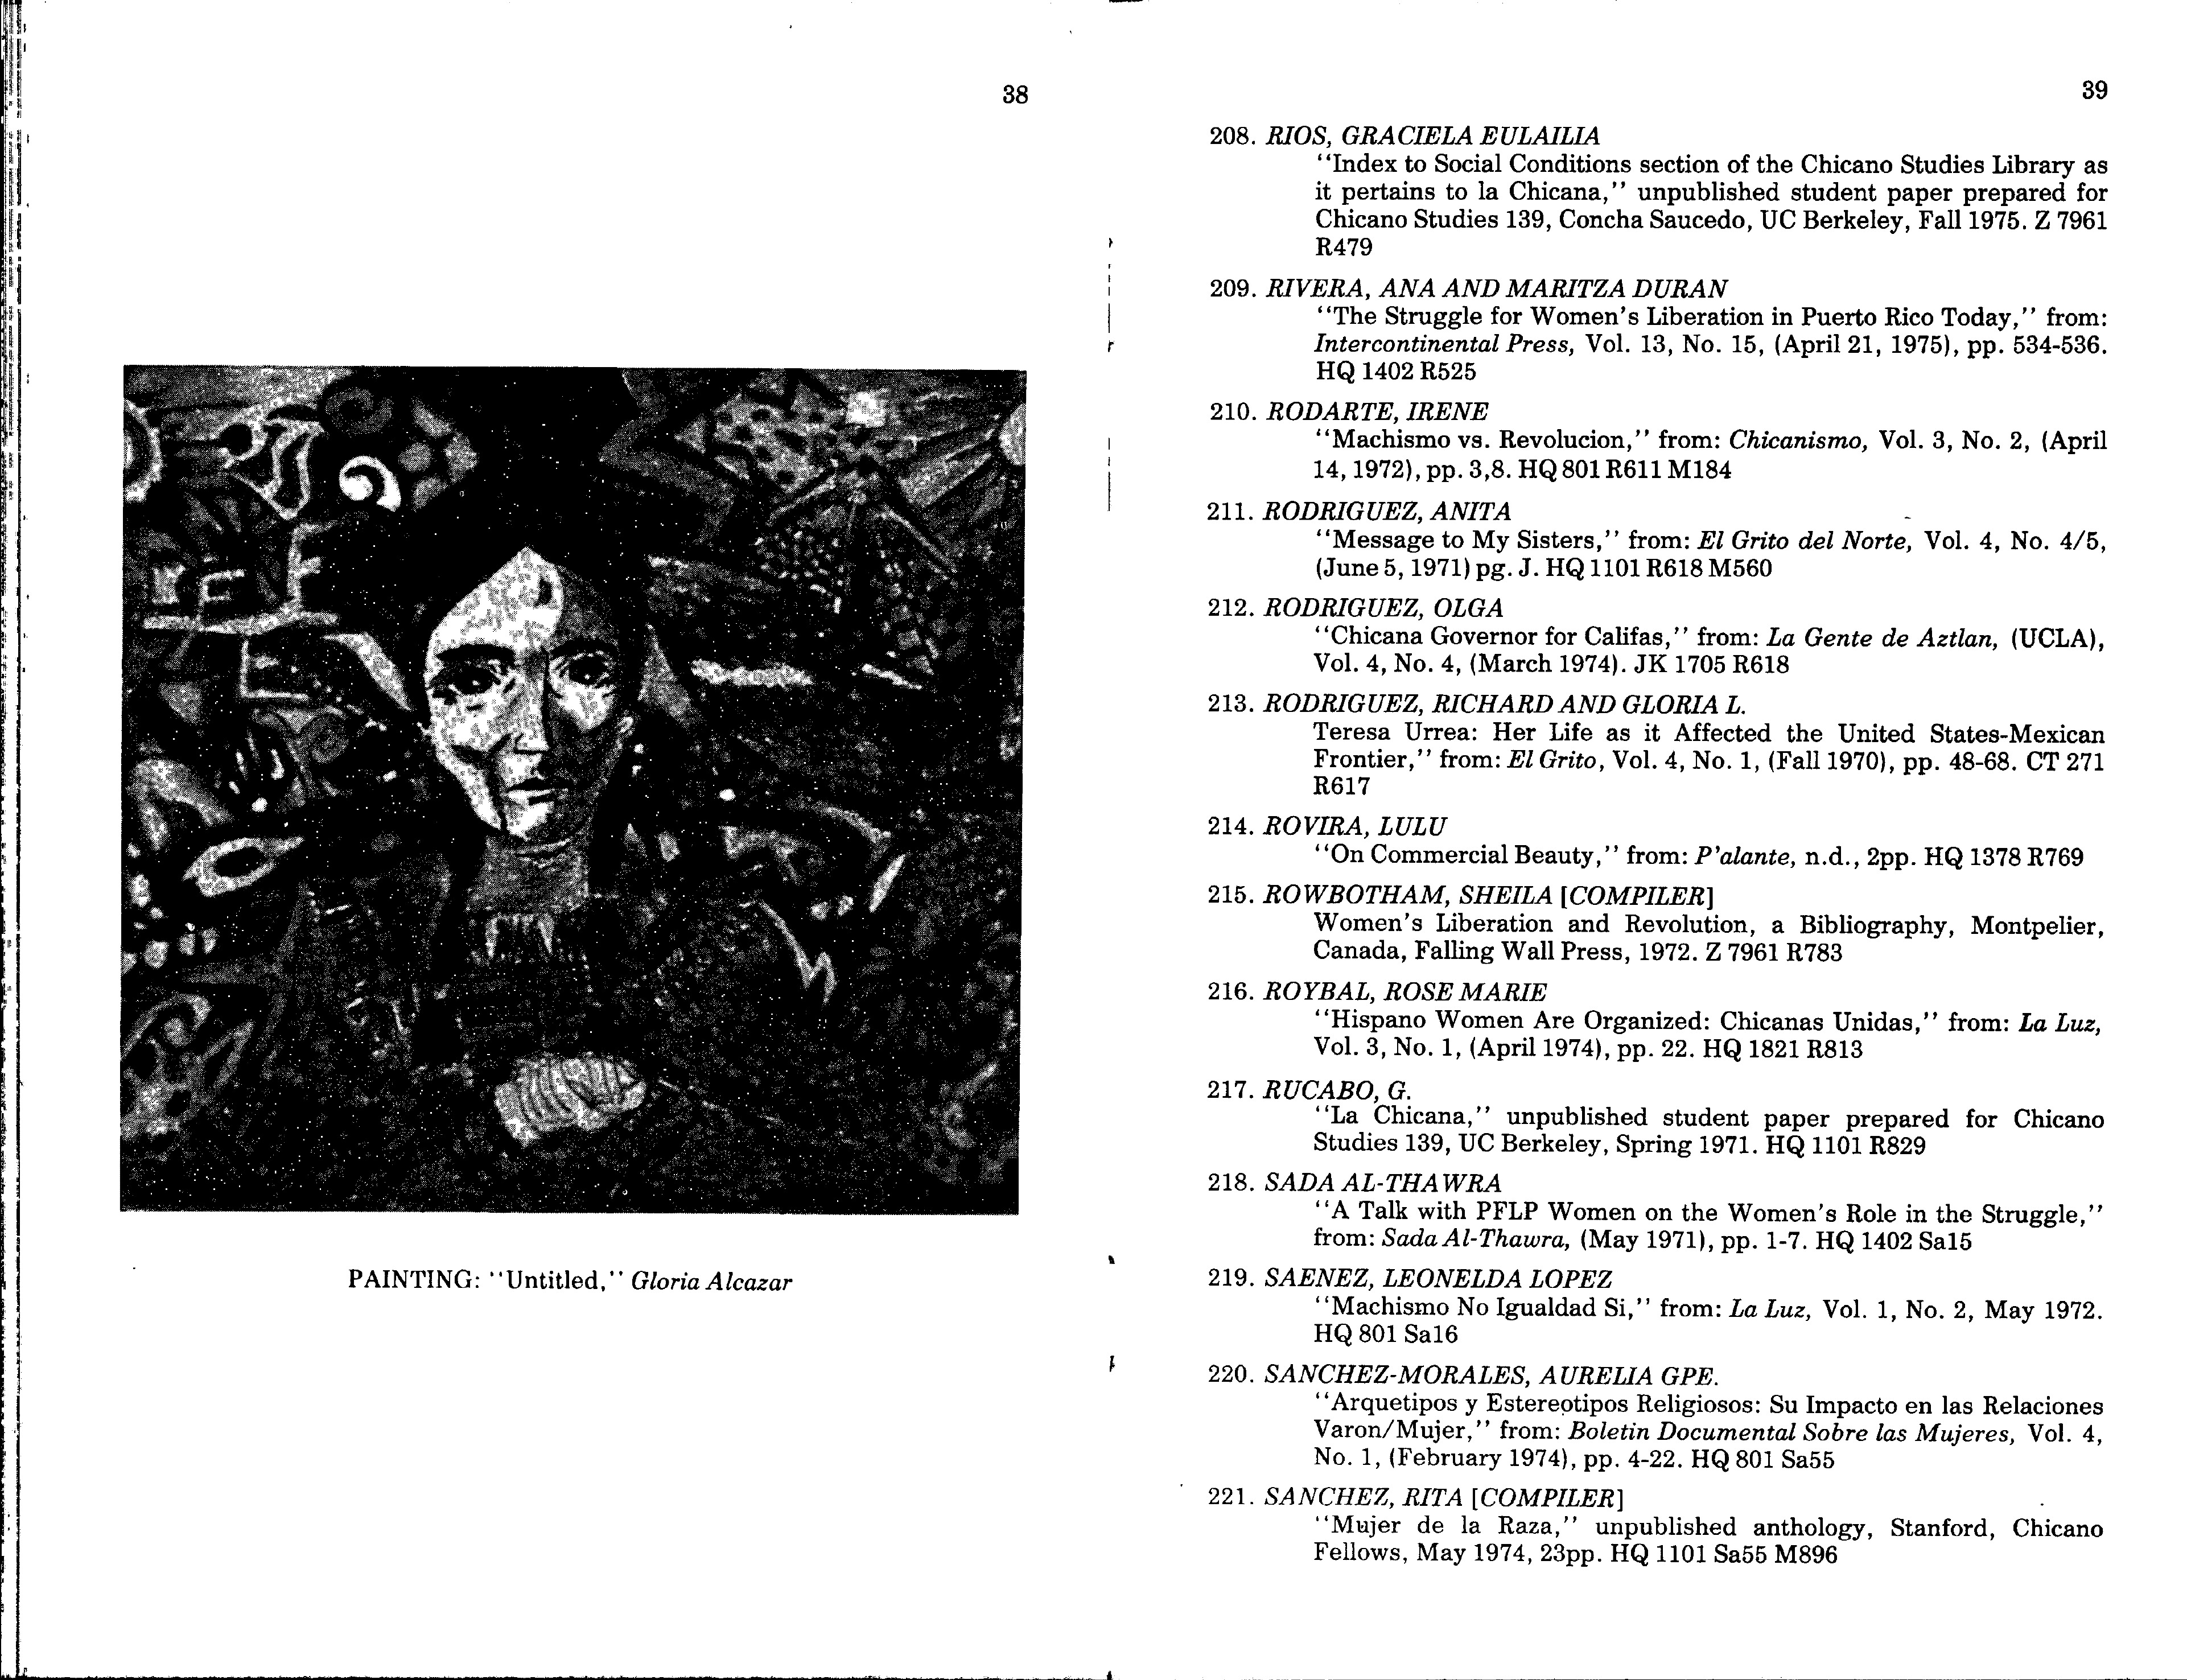 38
PAINTING: ‘‘Untitled,’’ Gloria Alcazar
39
208. RIOS, GRACIELA EULAILIA
‘‘Index to Social Conditions section of the Chicano Studies Library as
it pertains to la Chicana,’’ unpublished student paper prepared for
Chicano Studies 139, Concha Saucedo, UC Berkeley, Fall 1975. Z 7961
R479
209. RIVERA, ANA AND MARITZA DURAN
‘‘The Struggle for Women's Liberation in Puerto Rico Today,’’ from:
Intercontinental Press, Vol. 13, No. 15, (April 21, 1975), pp. 534-536.
HQ 1402 R525
210. RODARTE, IRENE
‘‘Machismo vs. Revolucion,’’ from: Chicanismo, Vol. 3, No. 2, (April
14, 1972), pp. 3,8. HQ 801 R611 M184
211. RODRIGUEZ, ANITA
‘‘Message to My Sisters,’’ from: El Grito del Norte, Vol. 4, No. 4/5,
(June 5, 1971) pg. J. HQ 1101 R618 M560
212. RODRIGUEZ, OLGA
‘‘Chicana Governor for Califas,’’ from: La Gente de Aztlan, (UCLA),
Vol. 4, No. 4, (March 1974). JK 1705 R618
213. RODRIGUEZ, RICHARD AND GLORIA L.
Teresa Urrea: Her Life as it Affected the United States-Mexican
Frontier,’’ from: El Grito, Vol. 4, No. 1, (Fall 1970), pp. 48-68. CT 271
R617
214. ROVIRA, LULU
‘‘On Commercial Beauty,’’ from: P'alante, n.d., 2pp. HQ 1378 R769
215. ROWBOTHAM, SHEILA [COMPILER]
Women's Liberation and Revolution, a Bibliography, Montpelier,
Canada, Falling Wall Press, 1972. Z 7961 R783
216. ROYBAL, ROSE MARIE
‘‘Hispano Women Are Organized: Chicanas Unidas,’’ from: La Luz,
Vol. 3, No. 1, (April 1974), pp. 22. HQ 1821 R813
217. RUCABO, G.
‘‘La Chicana,’’ unpublished student paper prepared for Chicano
Studies 139, UC Berkeley, Spring 1971. HQ 1101 R829
218. SADA AL-THAWRA
‘‘A Talk with PFLP Women on the Women's Role in the Struggle,’’
from: Sada Al-Thawra, (May 1971), pp. 1-7. HQ 1402 Sa15
219. SAENEZ, LEONELDA LOPEZ
‘‘Machismo No Igualdad Si,’’ from: La Luz, Vol. 1, No. 2, May 1972.
HQ 801 Sa16
220. SANCHEZ-MORALES, AURELIA GPE.
‘‘Arquetipos y Estereotipos Religiosos: Su Impacto en las Relaciones
Varon/Mujer,’’ from: Boletin Documental Sobre las Mujeres, Vol. 4,
No. 1, (February 1974), pp. 4-22. HQ 801 Sa55
221. SANCHEZ, RITA [COMPILER]
‘‘Mujer de la Raza,’’ unpublished anthology, Stanford, Chicano
Fellows, May 1974, 23pp. HQ 1101 Sa55 M896